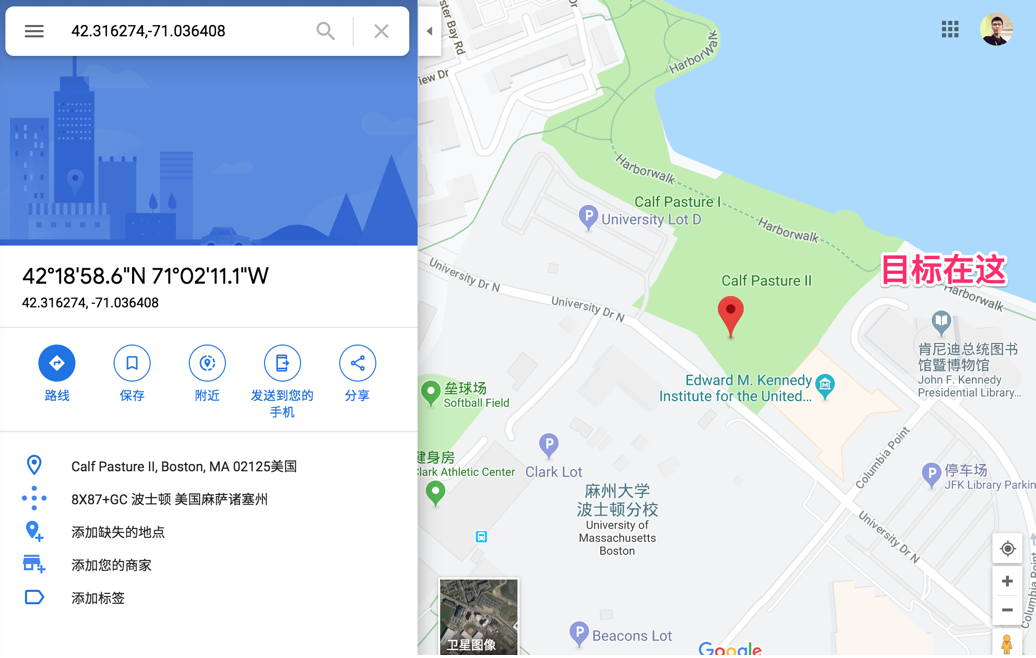 42.316274,-71.036408
42°18'58.6"N 71°02'11.1"W
42.316274, -71.036408
路线
保存
附近
发送到您的
手机
分享
Calf Pasture II, Boston, MA 02125美国
8X87+GC 波士顿 美国麻萨诸塞州
添加缺失的地点
添加您的商家
添加标签
ster Bay Rd
iew Dr
Dr
HarborWalk
Harborwalk
Calf Pasture I
University Lot D
Harborwalk
University Dr N
University Dr N
Calf Pasture II
目标在这
Harborwalk
肯尼迪总统图书
馆暨博物馆
John F. Kennedy
Presidential Library...
Edward M. Kennedy
Institute for the United...
垒球场
Softball Field
健身房
Clark Athletic Center
Clark Lot
麻州大学
波士顿分校
University of
Massachusetts
Boston
Columbia Point
停车场
JFK Library Parkin
University Dr N
Columbia Point
Beacons Lot
卫星图像
Google